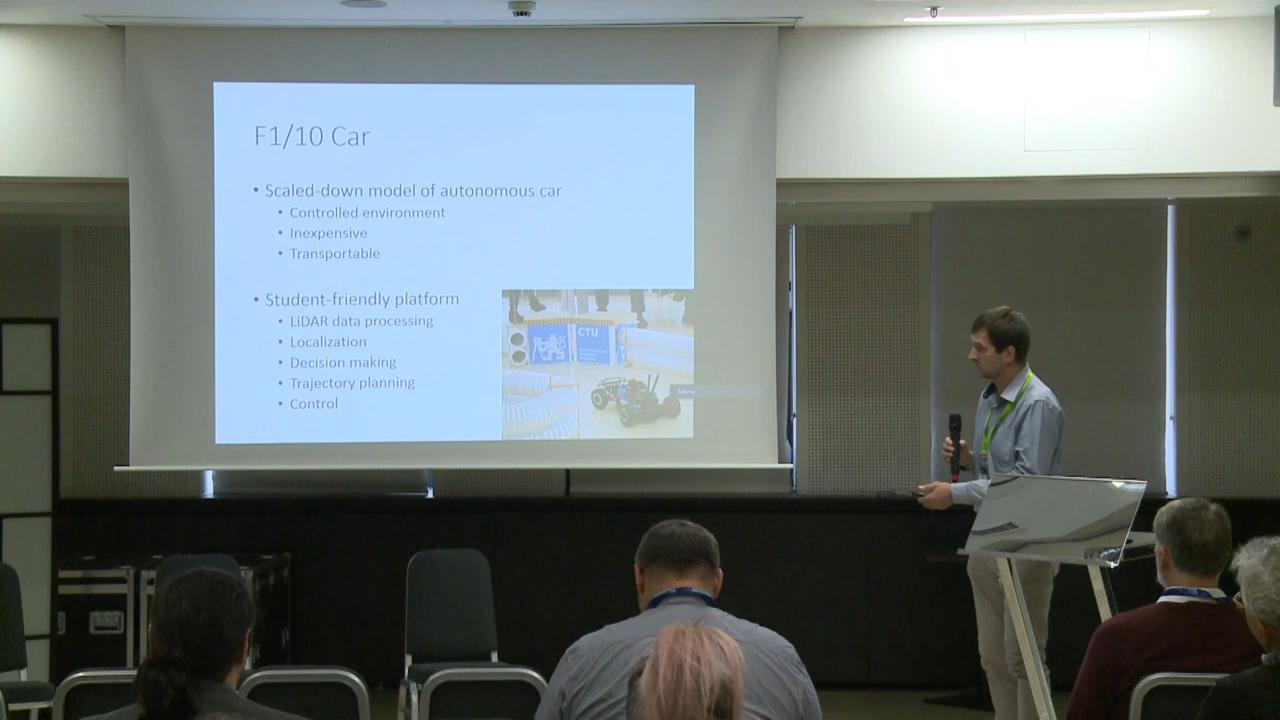 F1/10 Car
• Scaled-down model of autonomous car
• Controlled environment
• Inexpensive
• Transportable
• Student-friendly platform
• LiDAR data processing
• Localization
• Decision making
• Trajectory planning
• Control
CTU